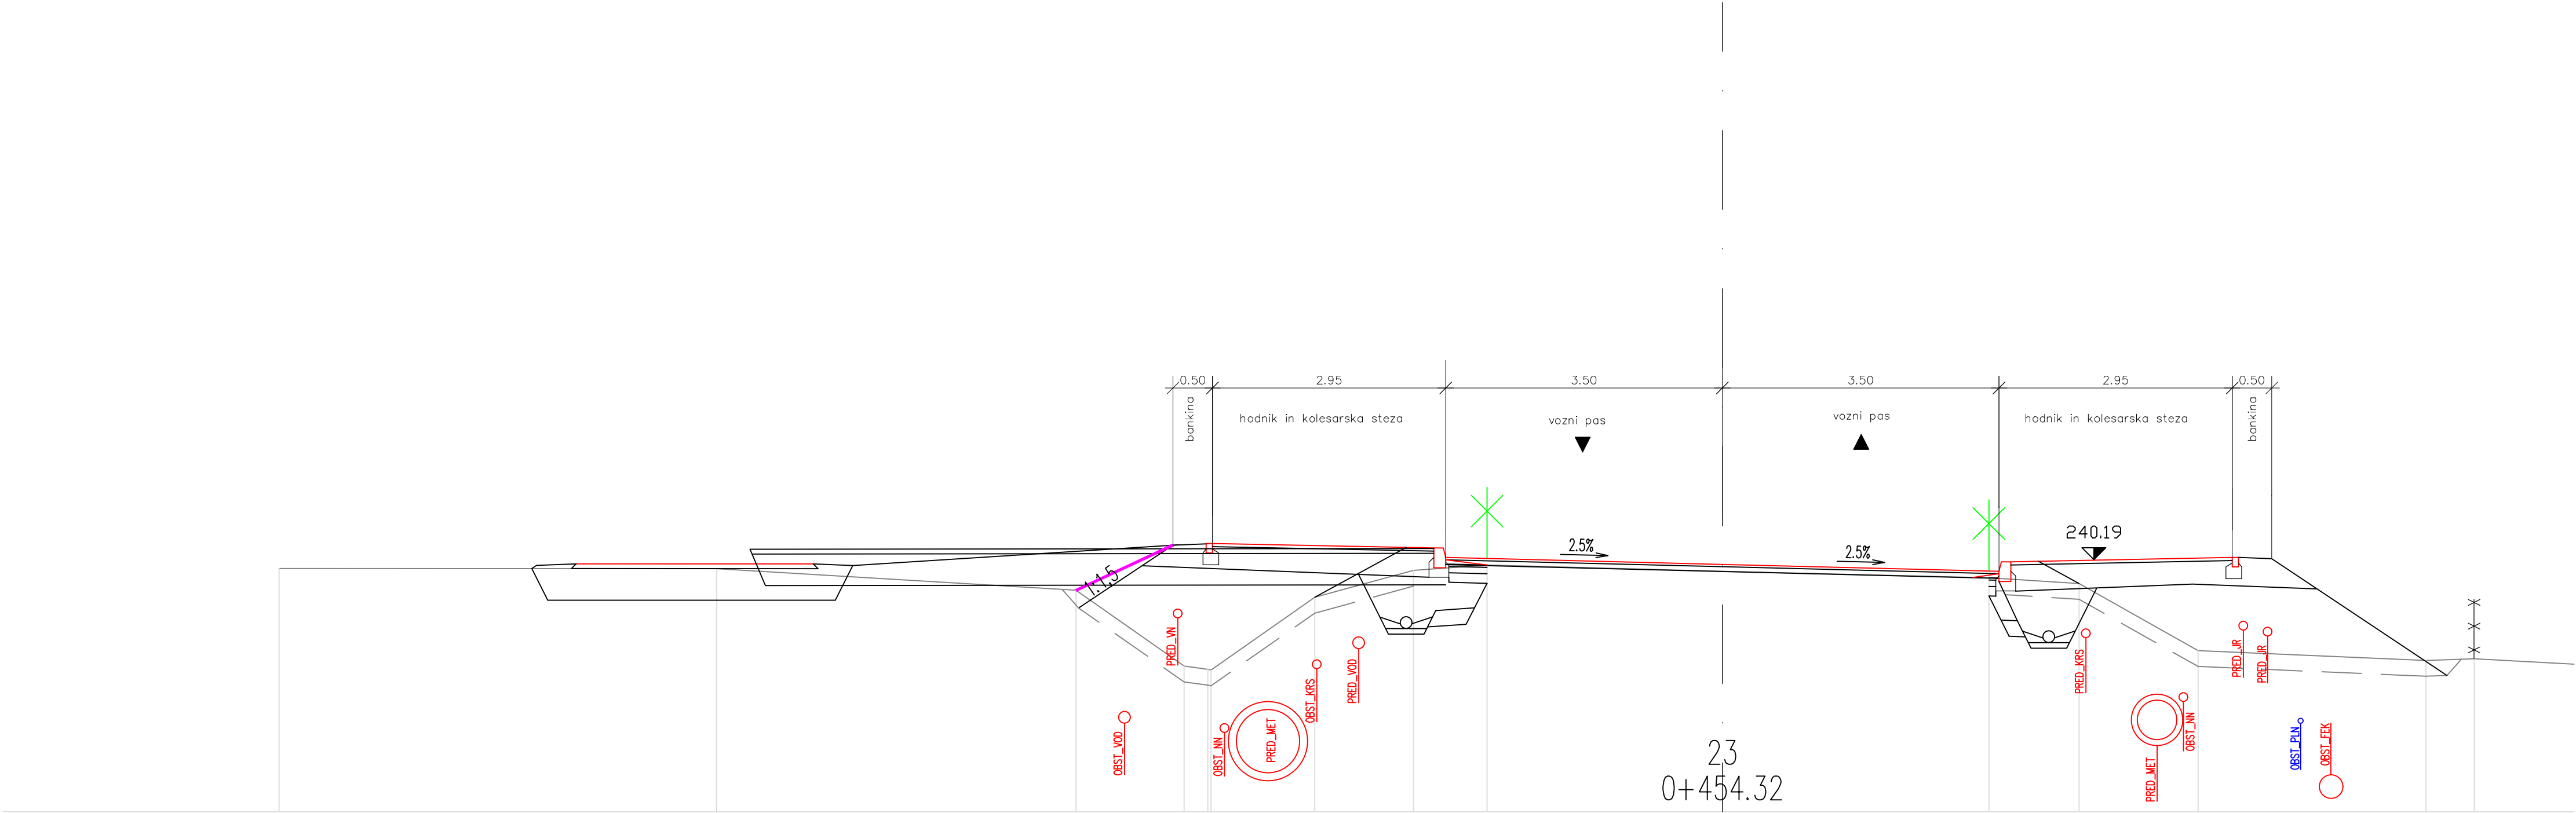 0.50 2.95 3.50 3.50 2.95 0.50
bankina
hodnik in kolesarska steza
vozni pas
vozni pas
hodnik in kolesarska steza
bankina
240.19
2.5%
2.5%
1:1,5
PRED_VN
OBST_VOD
OBST_NN
PRED_MET
OBST_KRS
PRED_VOD
PRED_KRS
PRED_MET
OBST_NN
PRED_JR
PRED_JR
OBST_PLN
OBST_FEK
23
0+454.32